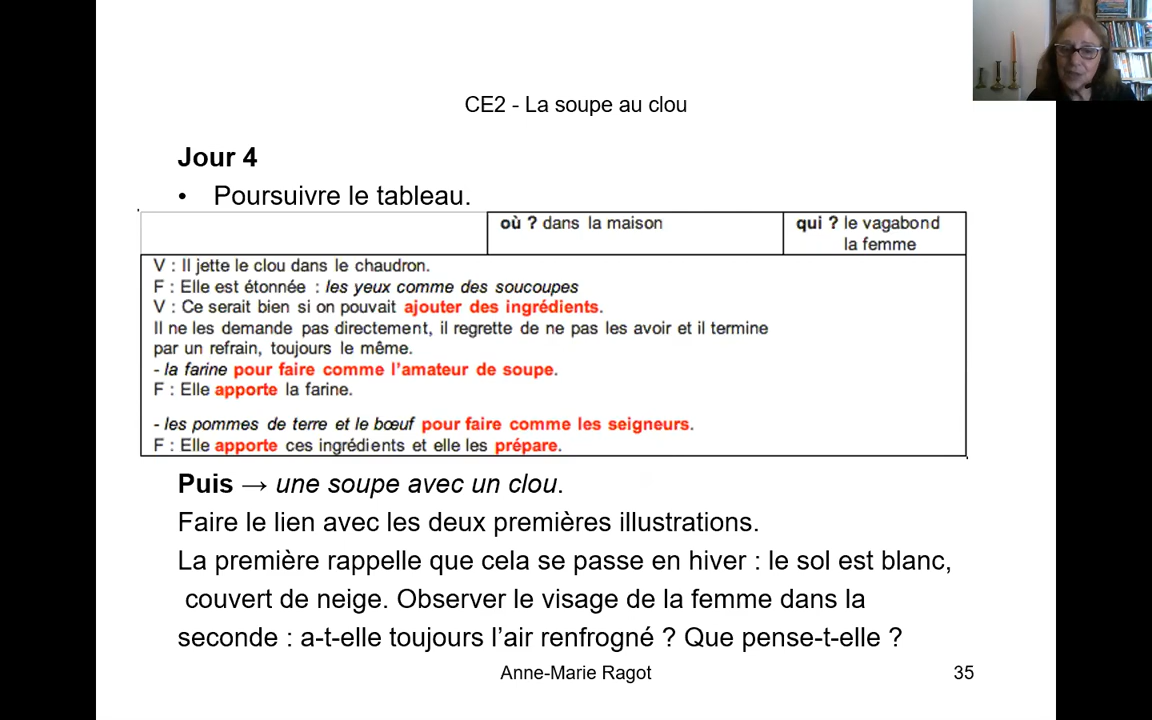 CE2 - La soupe au clou
Jour 4
• Poursuivre le tableau.
où ? dans la maison
qui ? le vagabond
la femme
V : Il jette le clou dans le chaudron.
F : Elle est étonnée : les yeux comme des soucoupes
V : Ce serait bien si on pouvait ajouter des ingrédients.
Il ne les demande pas directement, il regrette de ne pas les avoir et il termine
par un refrain, toujours le même.
- la farine pour faire comme l'amateur de soupe.
F : Elle apporte la farine.
- les pommes de terre et le bœuf pour faire comme les seigneurs.
F : Elle apporte ces ingrédients et elle les prépare.
Puis → une soupe avec un clou.
Faire le lien avec les deux premières illustrations.
La première rappelle que cela se passe en hiver : le sol est blanc,
couvert de neige. Observer le visage de la femme dans la
seconde : a-t-elle toujours l’air renfrogné ? Que pense-t-elle ?
Anne-Marie Ragot
35